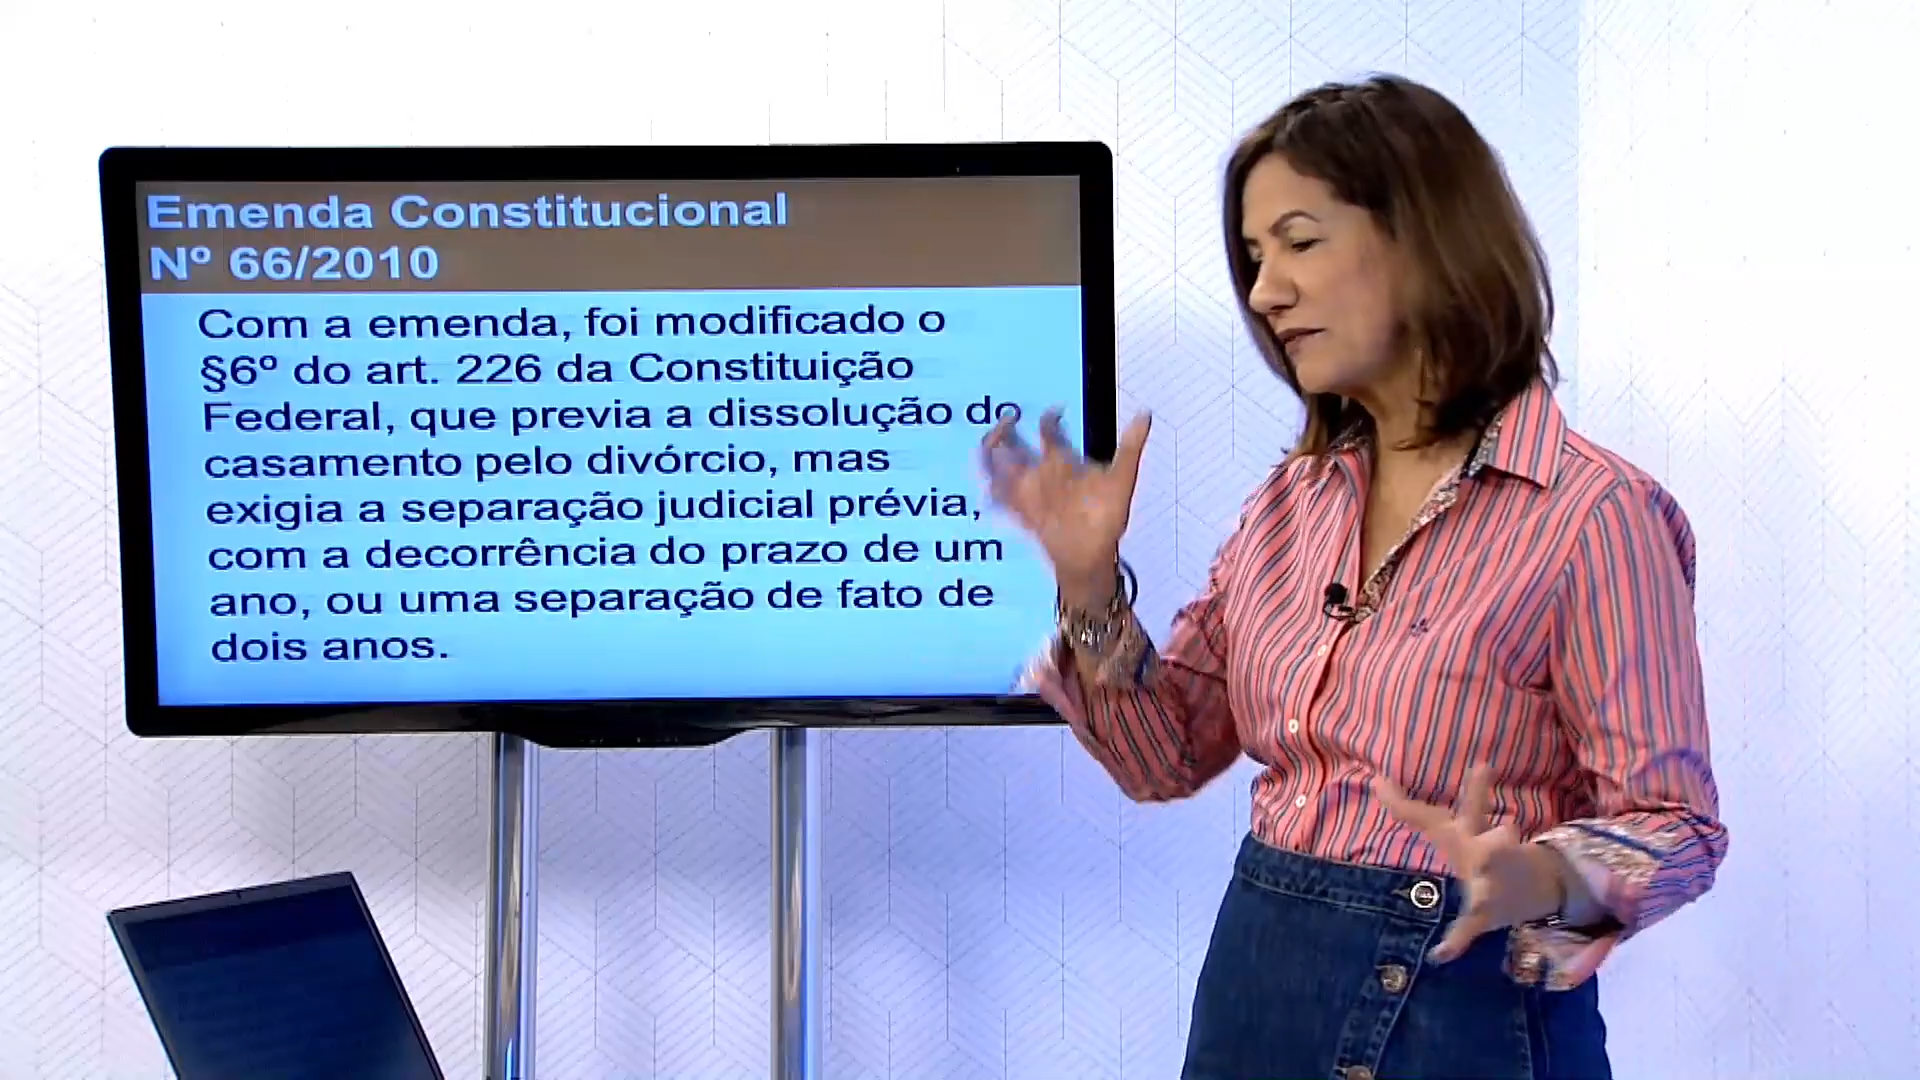 Emenda Constitucional
Nº 66/2010
Com a emenda, foi modificado o
§6º do art. 226 da Constituição
Federal, que previa a dissolução do
casamento pelo divórcio, mas
exigia a separação judicial prévia,
com a decorrência do prazo de um
ano, ou uma separação de fato de
dois anos.